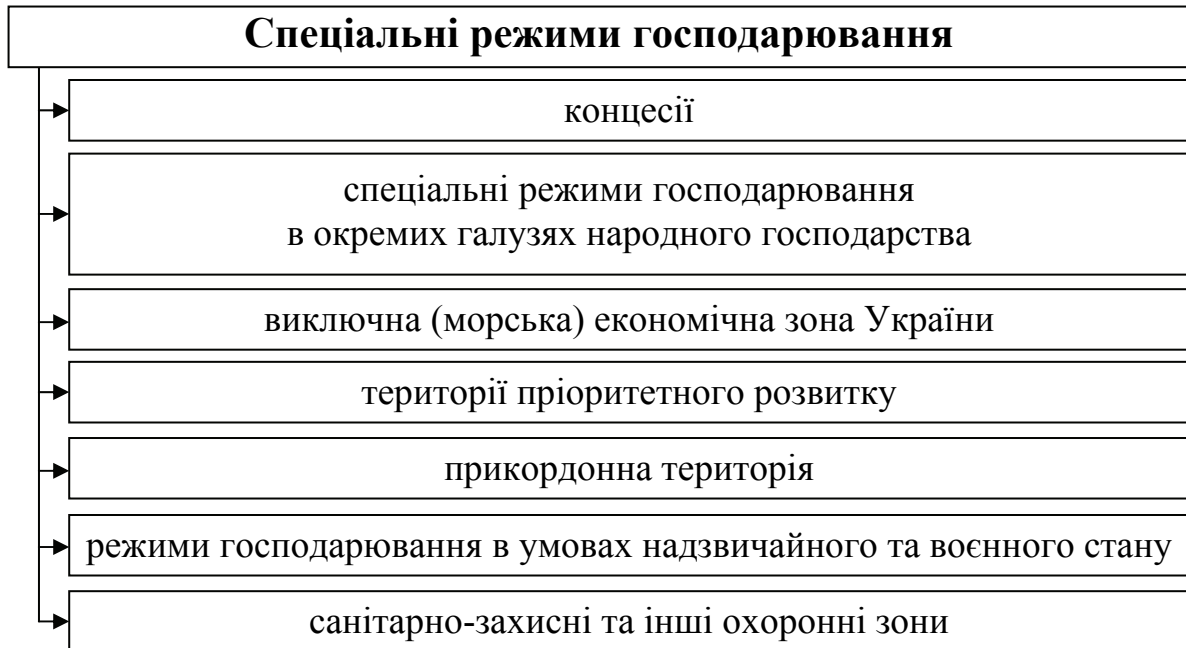 Спеціальні режими господарювання
концесії
спеціальні режими господарювання
в окремих галузях народного господарства
виключна (морська) економічна зона України
території пріоритетного розвитку
прикордонна територія
режими господарювання в умовах надзвичайного та воєнного стану
санітарно-захисні та інші охоронні зони